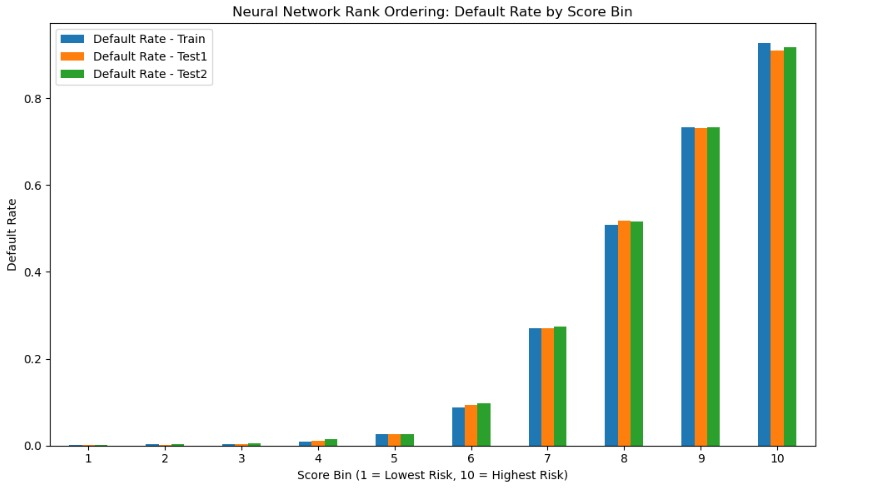 Neural Network Rank Ordering: Default Rate by Score Bin
Default Rate - Train
Default Rate - Test1
Default Rate - Test2
Default Rate
0.8
0.6
0.4
0.2
0.0
1 2 3 4 5 6 7 8 9 10
Score Bin (1 = Lowest Risk, 10 = Highest Risk)